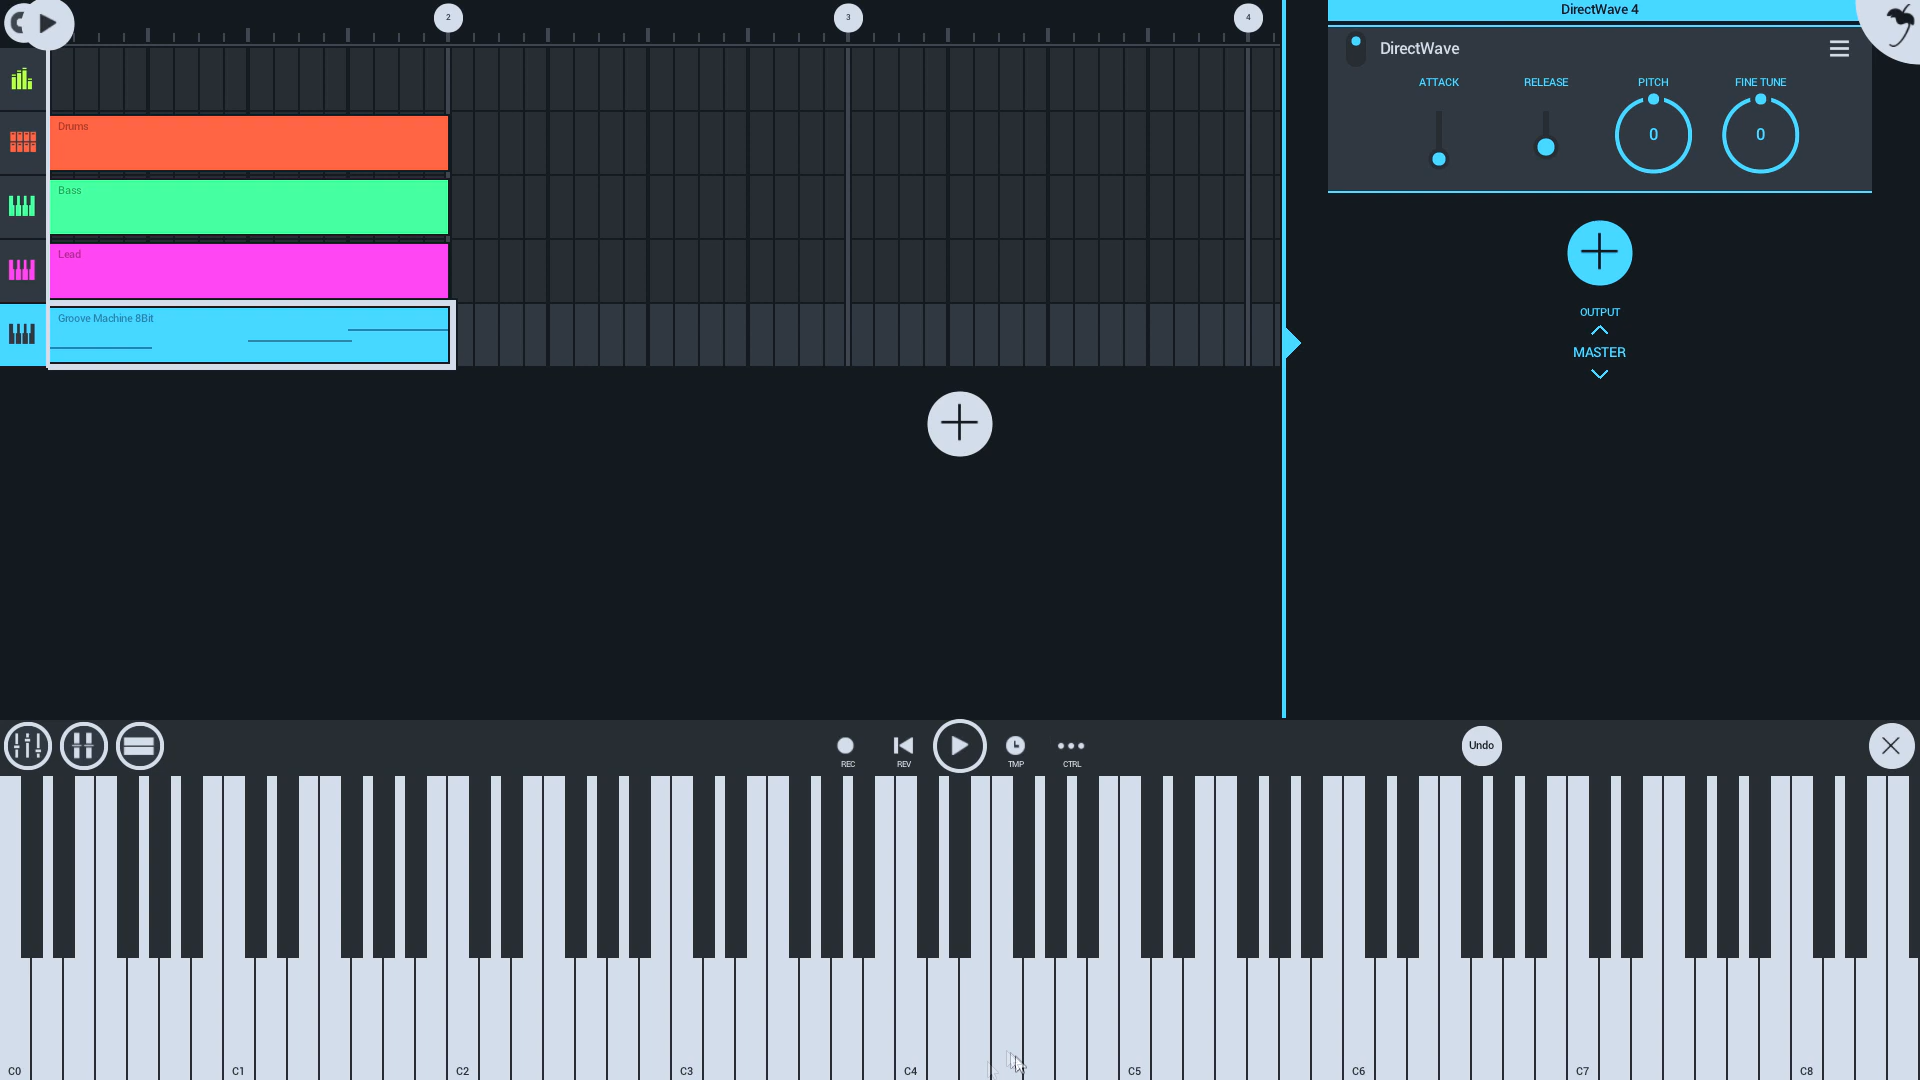 2
3
4
DirectWave 4
DirectWave
ATTACK
RELEASE
PITCH
FINE TUNE
0
0
Drums
Bass
Lead
Groove Machine 8Bit
OUTPUT
MASTER
REC
REV
TMP
CTRL
Undo
C0
C1
C2
C3
C4
C5
C6
C7
C8